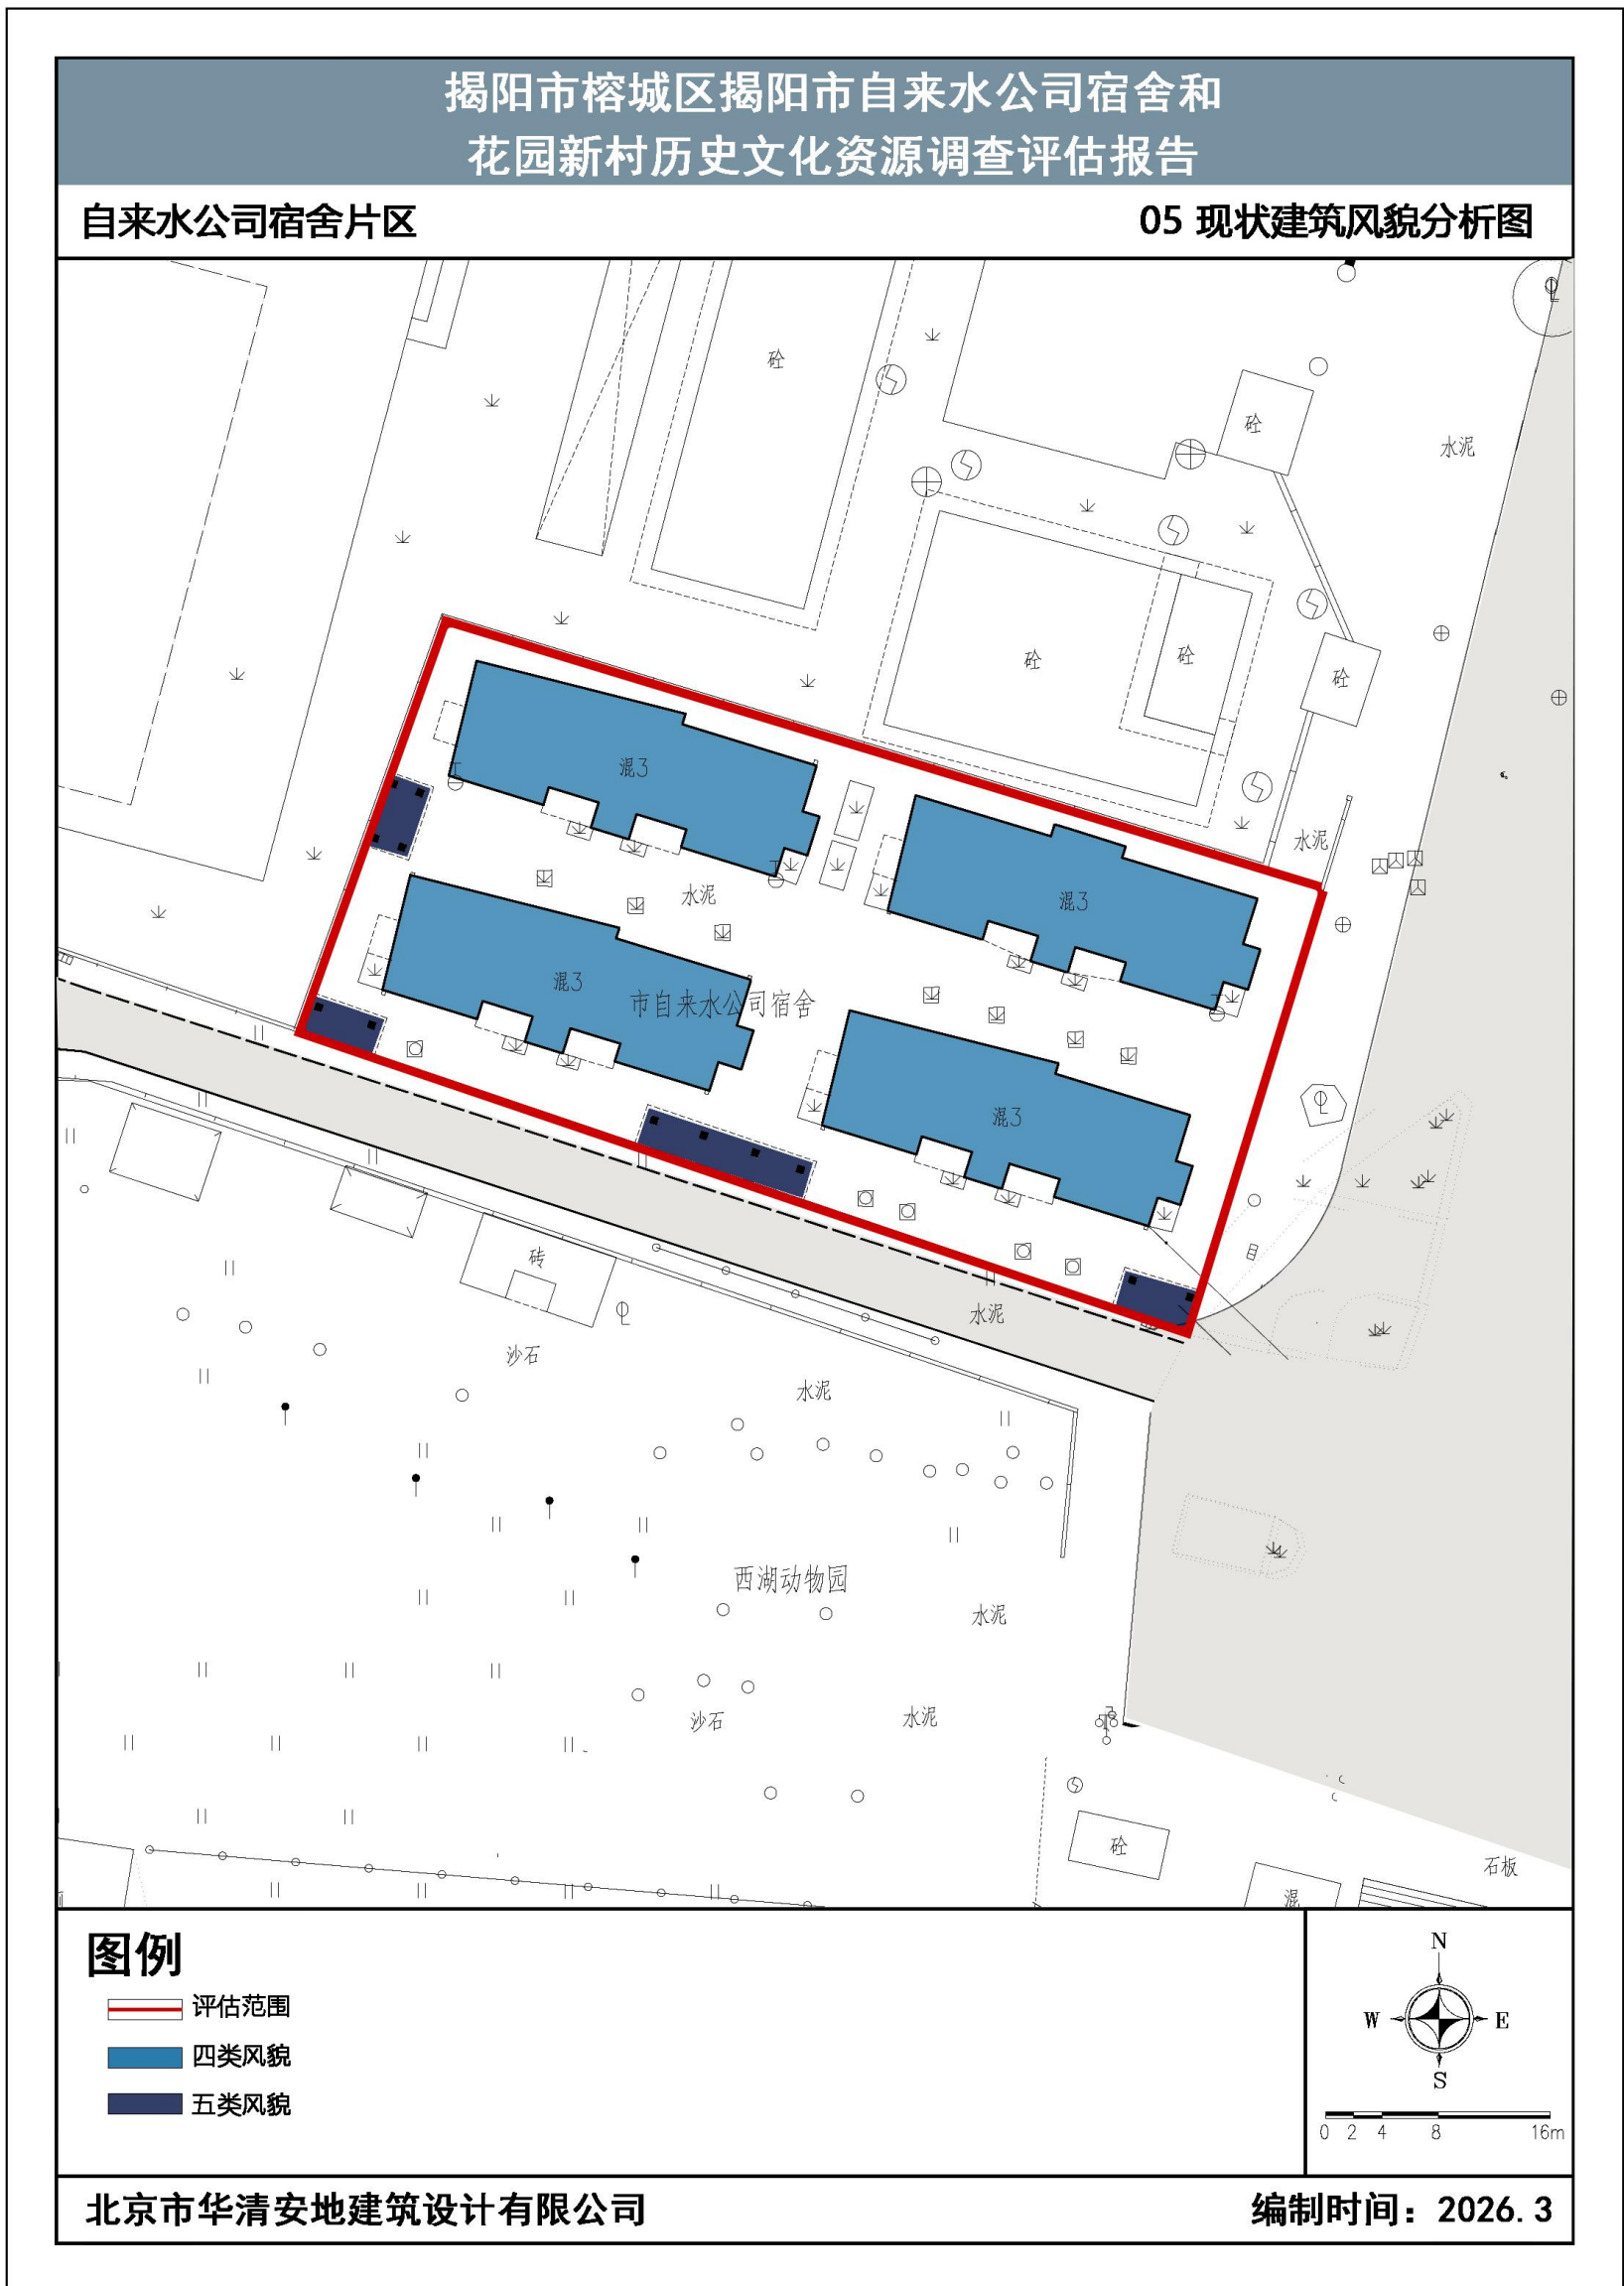 揭阳市榕城区揭阳市自来水公司宿舍和
花园新村历史文化资源调查评估报告
自来水公司宿舍片区
05 现状建筑风貌分析图
砼
砼
水泥
砼
砼
砼
混3
水泥
水泥
混3
混3
市自来水公司宿舍
混3
砖
水泥
沙石
水泥
西湖动物园
水泥
沙石
水泥
砼
石板
混
图例
评估范围
四类风貌
五类风貌
N
W
E
S
0 2 4 8 16m
北京市华清安地建筑设计有限公司
编制时间：2026.3